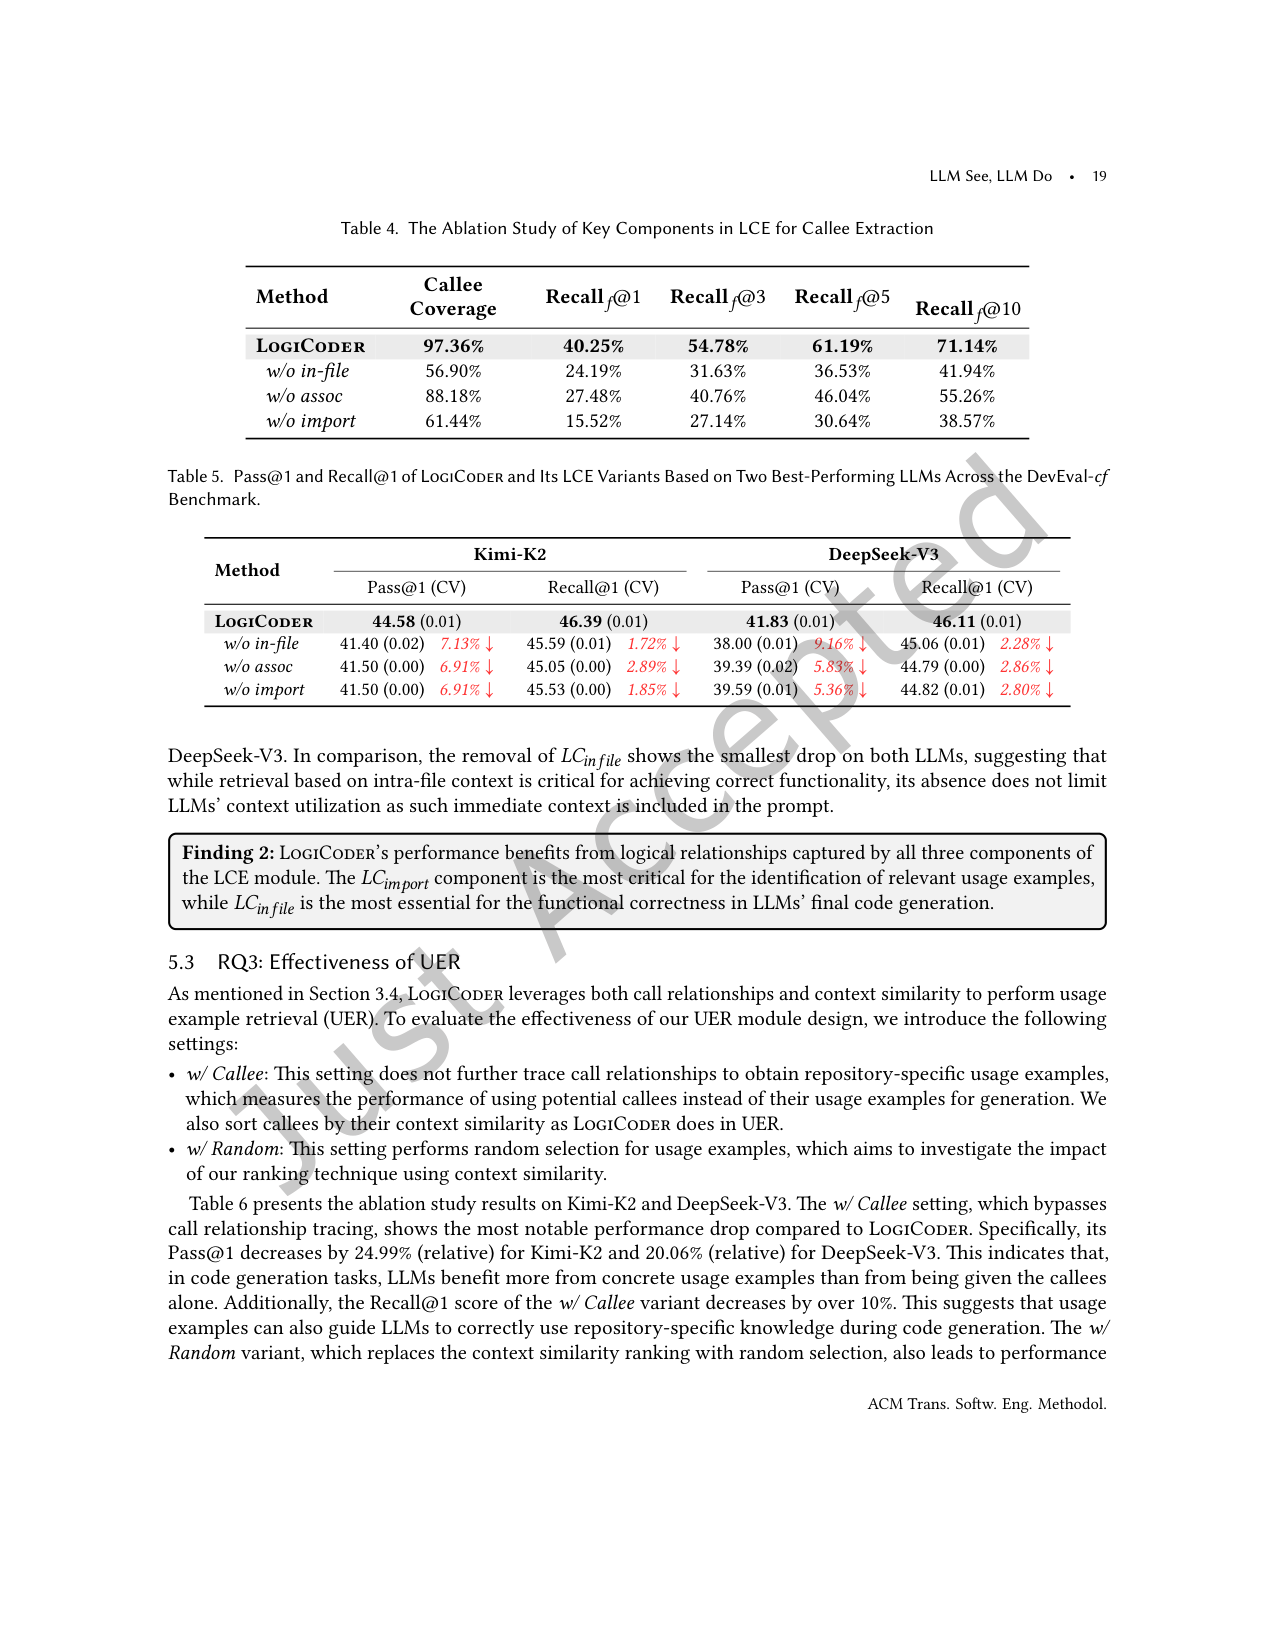 LLM See, LLM Do • 19
Table 4. The Ablation Study of Key Components in LCE for Callee Extraction
Method Callee Coverage Recall f@1 Recall f@3 Recall f@5 Recall f@10
LogiCoder 97.36% 40.25% 54.78% 61.19% 71.14%
w/o in-file 56.90% 24.19% 31.63% 36.53% 41.94%
w/o assoc 88.18% 27.48% 40.76% 46.04% 55.26%
w/o import 61.44% 15.52% 27.14% 30.64% 38.57%
Table 5. Pass@1 and Recall@1 of LogiCoder and Its LCE Variants Based on Two Best-Performing LLMs Across the DevEval-cf
Benchmark.
Method Kimi-K2 DeepSeek-V3
Pass@1 (CV) Recall@1 (CV) Pass@1 (CV) Recall@1 (CV)
LogiCoder 44.58 (0.01) 46.39 (0.01) 41.83 (0.01) 46.11 (0.01)
w/o in-file 41.40 (0.02) 7.13% ↓ 45.59 (0.01) 1.72% ↓ 38.00 (0.01) 9.16% ↓ 45.06 (0.01) 2.28% ↓
w/o assoc 41.50 (0.00) 6.91% ↓ 45.05 (0.00) 2.89% ↓ 39.39 (0.02) 5.83% ↓ 44.79 (0.00) 2.86% ↓
w/o import 41.50 (0.00) 6.91% ↓ 45.53 (0.00) 1.85% ↓ 39.59 (0.01) 5.36% ↓ 44.82 (0.01) 2.80% ↓
DeepSeek-V3. In comparison, the removal of LCinfile shows the smallest drop on both LLMs, suggesting that
while retrieval based on intra-file context is critical for achieving correct functionality, its absence does not limit
LLMs' context utilization as such immediate context is included in the prompt.
Finding 2: LogiCoder's performance benefits from logical relationships captured by all three components of
the LCE module. The LCimport component is the most critical for the identification of relevant usage examples,
while LCinfile is the most essential for the functional correctness in LLMs' final code generation.
5.3 RQ3: Effectiveness of UER
As mentioned in Section 3.4, LogiCoder leverages both call relationships and context similarity to perform usage
example retrieval (UER). To evaluate the effectiveness of our UER module design, we introduce the following
settings:
• w/ Callee: This setting does not further trace call relationships to obtain repository-specific usage examples,
which measures the performance of using potential callees instead of their usage examples for generation. We
also sort callees by their context similarity as LogiCoder does in UER.
• w/ Random: This setting performs random selection for usage examples, which aims to investigate the impact
of our ranking technique using context similarity.
Table 6 presents the ablation study results on Kimi-K2 and DeepSeek-V3. The w/ Callee setting, which bypasses
call relationship tracing, shows the most notable performance drop compared to LogiCoder. Specifically, its
Pass@1 decreases by 24.99% (relative) for Kimi-K2 and 20.06% (relative) for DeepSeek-V3. This indicates that,
in code generation tasks, LLMs benefit more from concrete usage examples than from being given the callees
alone. Additionally, the Recall@1 score of the w/ Callee variant decreases by over 10%. This suggests that usage
examples can also guide LLMs to correctly use repository-specific knowledge during code generation. The w/
Random variant, which replaces the context similarity ranking with random selection, also leads to performance
ACM Trans. Softw. Eng. Methodol.
Just Accepted